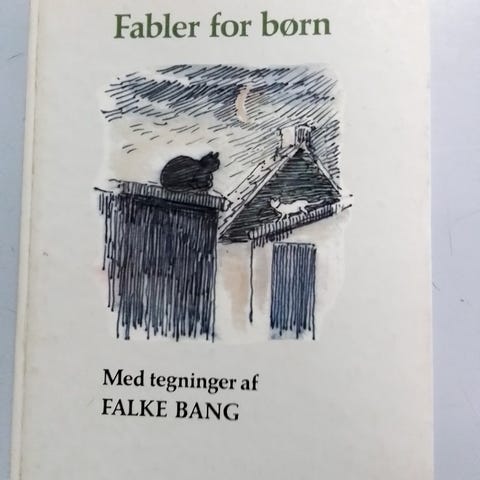 Fabler for børn
Med tegninger af
FALKE BANG